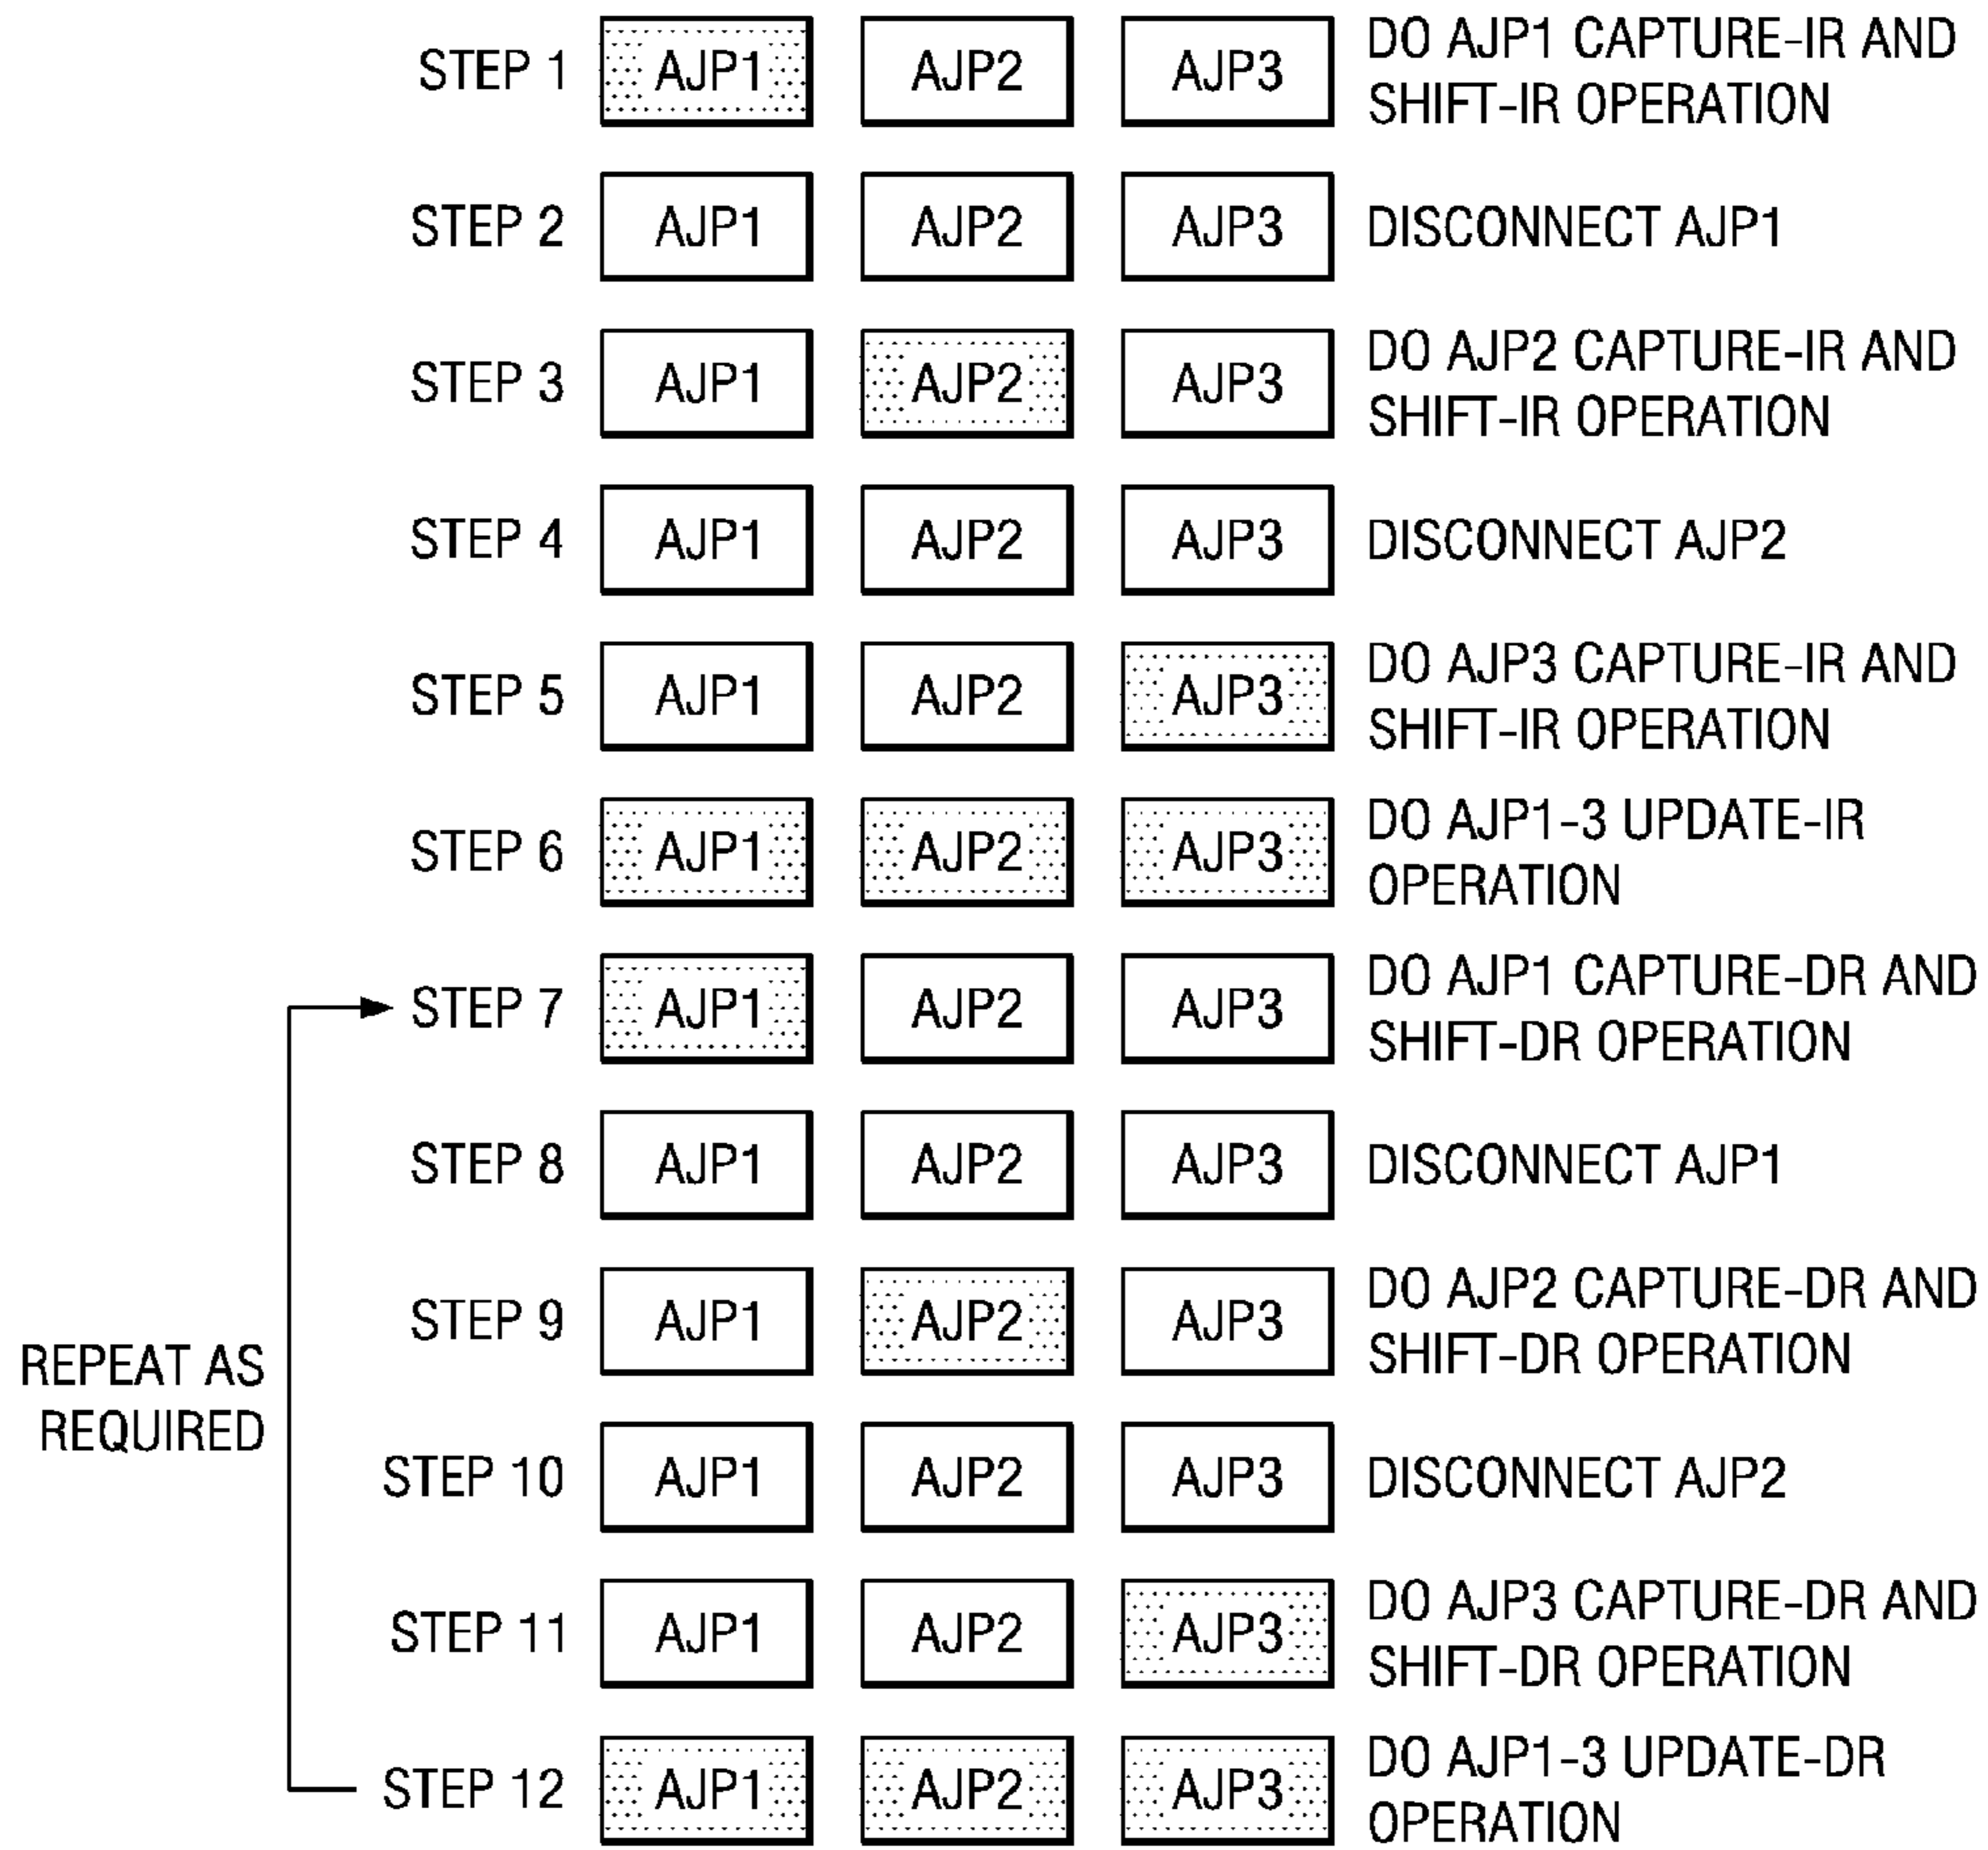 STEP 1 AJP1 AJP2 AJP3 DO AJP1 CAPTURE-IR AND
SHIFT-IR OPERATION
STEP 2 AJP1 AJP2 AJP3 DISCONNECT AJP1
STEP 3 AJP1 AJP2 AJP3 DO AJP2 CAPTURE-IR AND
SHIFT-IR OPERATION
STEP 4 AJP1 AJP2 AJP3 DISCONNECT AJP2
STEP 5 AJP1 AJP2 AJP3 DO AJP3 CAPTURE-IR AND
SHIFT-IR OPERATION
STEP 6 AJP1 AJP2 AJP3 DO AJP1-3 UPDATE-IR
OPERATION
STEP 7 AJP1 AJP2 AJP3 DO AJP1 CAPTURE-DR AND
SHIFT-DR OPERATION
STEP 8 AJP1 AJP2 AJP3 DISCONNECT AJP1
STEP 9 AJP1 AJP2 AJP3 DO AJP2 CAPTURE-DR AND
SHIFT-DR OPERATION
REPEAT AS
REQUIRED
STEP 10 AJP1 AJP2 AJP3 DISCONNECT AJP2
STEP 11 AJP1 AJP2 AJP3 DO AJP3 CAPTURE-DR AND
SHIFT-DR OPERATION
STEP 12 AJP1 AJP2 AJP3 DO AJP1-3 UPDATE-DR
OPERATION